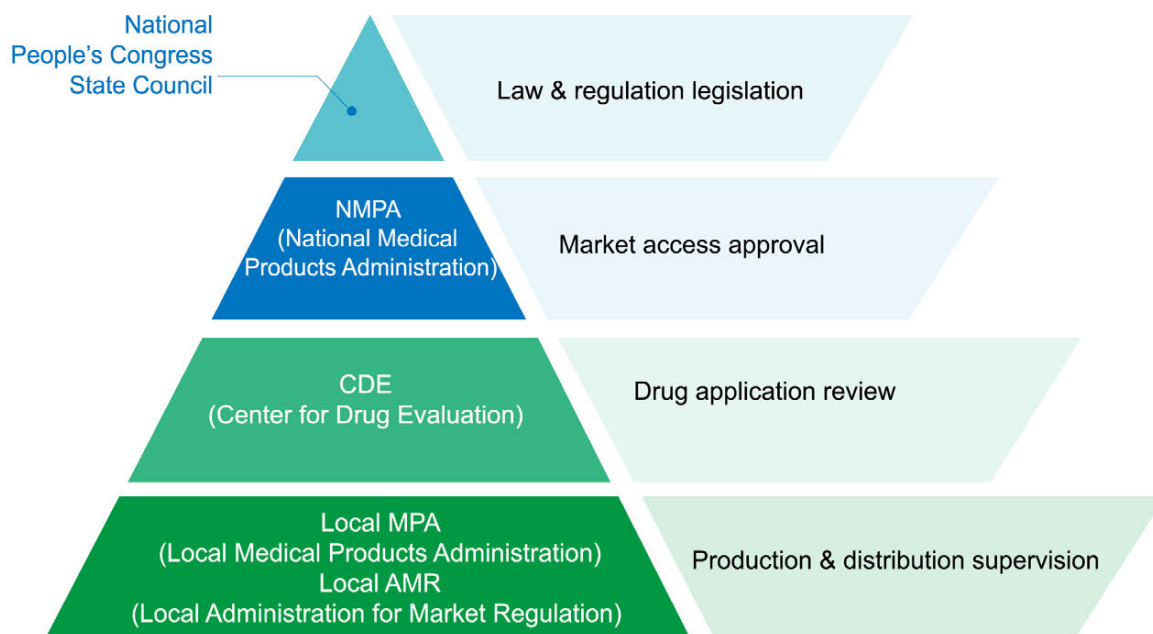 National
People's Congress
State Council
Law & regulation legislation
NMPA
(National Medical
Products Administration)
Market access approval
CDE
(Center for Drug Evaluation)
Drug application review
Local MPA
(Local Medical Products Administration)
Local AMR
(Local Administration for Market Regulation)
Production & distribution supervision